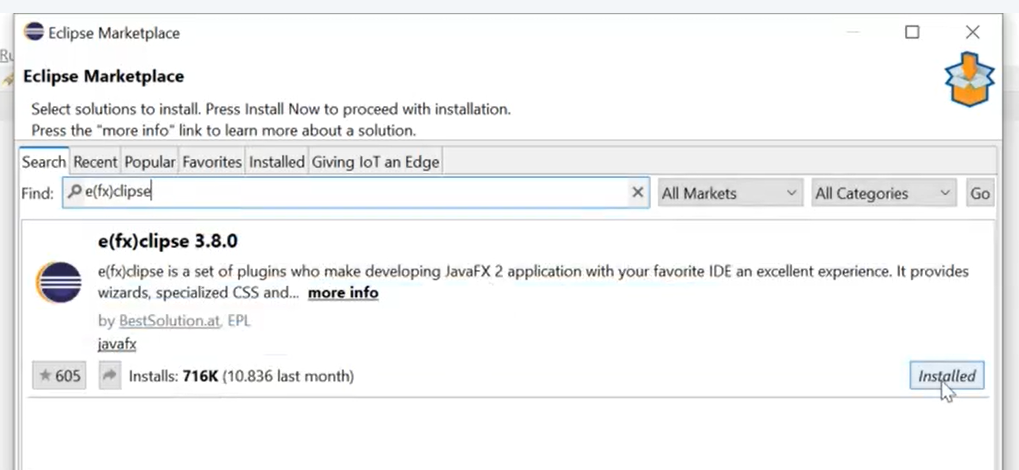 Eclipse Marketplace
Eclipse Marketplace
Select solutions to install. Press Install Now to proceed with installation.
Press the "more info" link to learn more about a solution.
Search Recent Popular Favorites Installed Giving IoT an Edge
Find: e(fx)clipse All Markets All Categories Go
e(fx)clipse 3.8.0
e(fx)clipse is a set of plugins who make developing JavaFX 2 application with your favorite IDE an excellent experience. It provides
wizards, specialized CSS and... more info
by BestSolution.at, EPL
javafx
605 Installs: 716K (10.836 last month) Installed